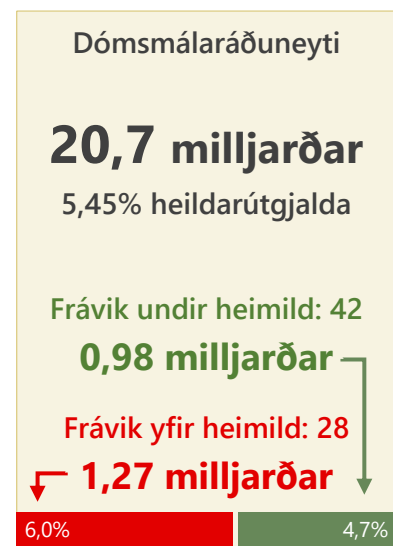 Dómsmálaráðuneyti
20,7 milljarðar
5,45% heildarútgjalda
Frávik undir heimild: 42
0,98 milljarðar
Frávik yfir heimild: 28
1,27 milljarðar
6,0% 4,7%